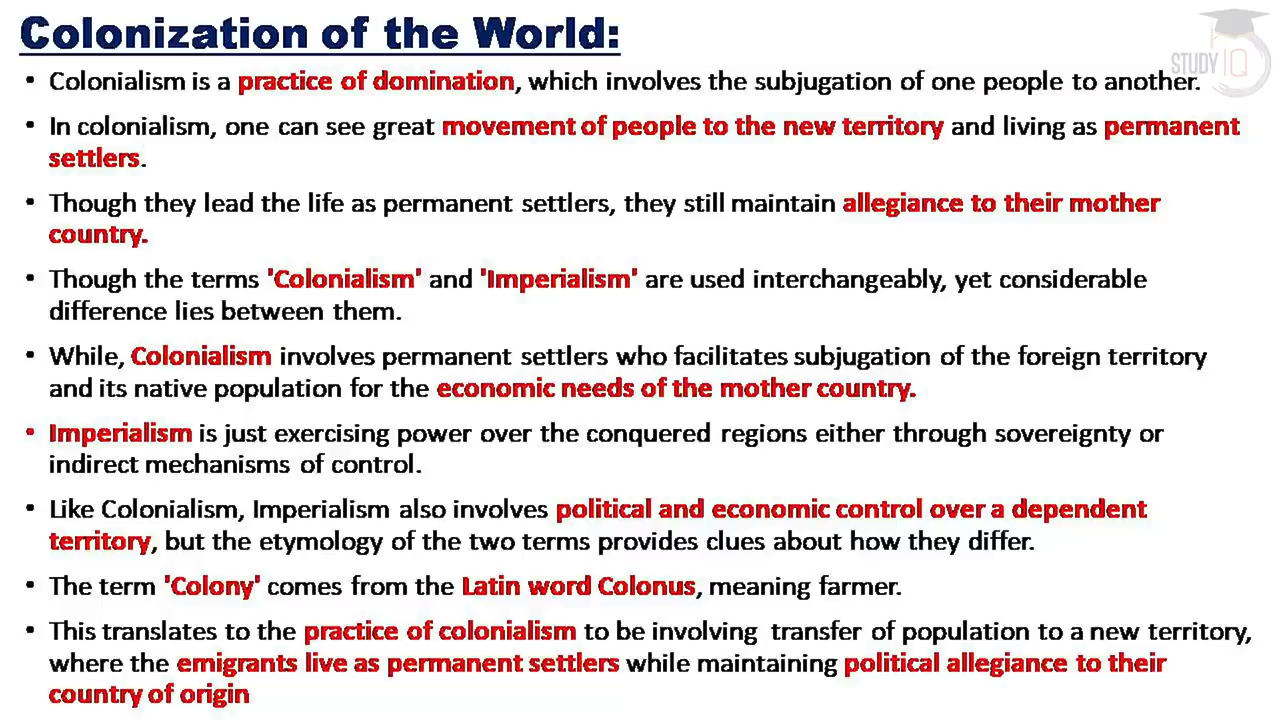 Colonization of the World:
STUDY IQ
• Colonialism is a practice of domination, which involves the subjugation of one people to another.
• In colonialism, one can see great movement of people to the new territory and living as permanent
settlers.
• Though they lead the life as permanent settlers, they still maintain allegiance to their mother
country.
• Though the terms 'Colonialism' and 'Imperialism' are used interchangeably, yet considerable
difference lies between them.
• While, Colonialism involves permanent settlers who facilitates subjugation of the foreign territory
and its native population for the economic needs of the mother country.
• Imperialism is just exercising power over the conquered regions either through sovereignty or
indirect mechanisms of control.
• Like Colonialism, Imperialism also involves political and economic control over a dependent
territory, but the etymology of the two terms provides clues about how they differ.
• The term 'Colony' comes from the Latin word Colonus, meaning farmer.
• This translates to the practice of colonialism to be involving transfer of population to a new territory,
where the emigrants live as permanent settlers while maintaining political allegiance to their
country of origin